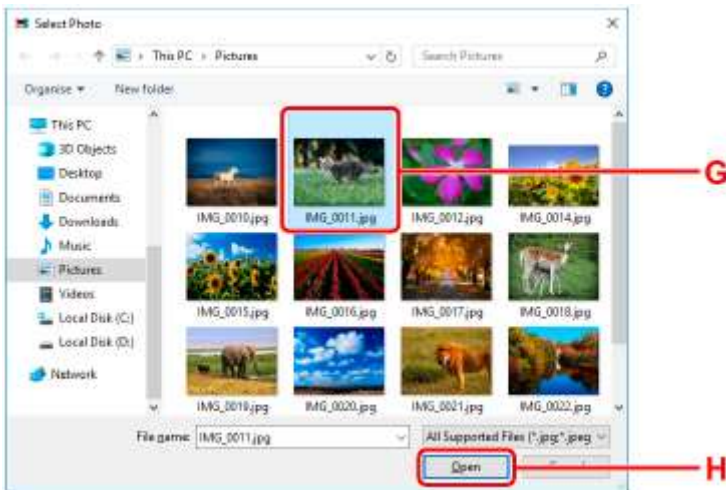 Select Photo
This PC > Pictures
Search Pictures
Organise
New folder
This PC
3D Objects
Desktop
Documents
Downloads
Music
Pictures
Videos
Local Disk (C:)
Local Disk (D:)
Network
IMG_0010.jpg
IMG_0011.jpg
IMG_0012.jpg
IMG_0014.jpg
IMG_0015.jpg
IMG_0016.jpg
IMG_0017.jpg
IMG_0018.jpg
IMG_0019.jpg
IMG_0020.jpg
IMG_0021.jpg
IMG_0022.jpg
G
File name: IMG_0011.jpg
All Supported Files (*.jpg;*.jpeg
Open
H